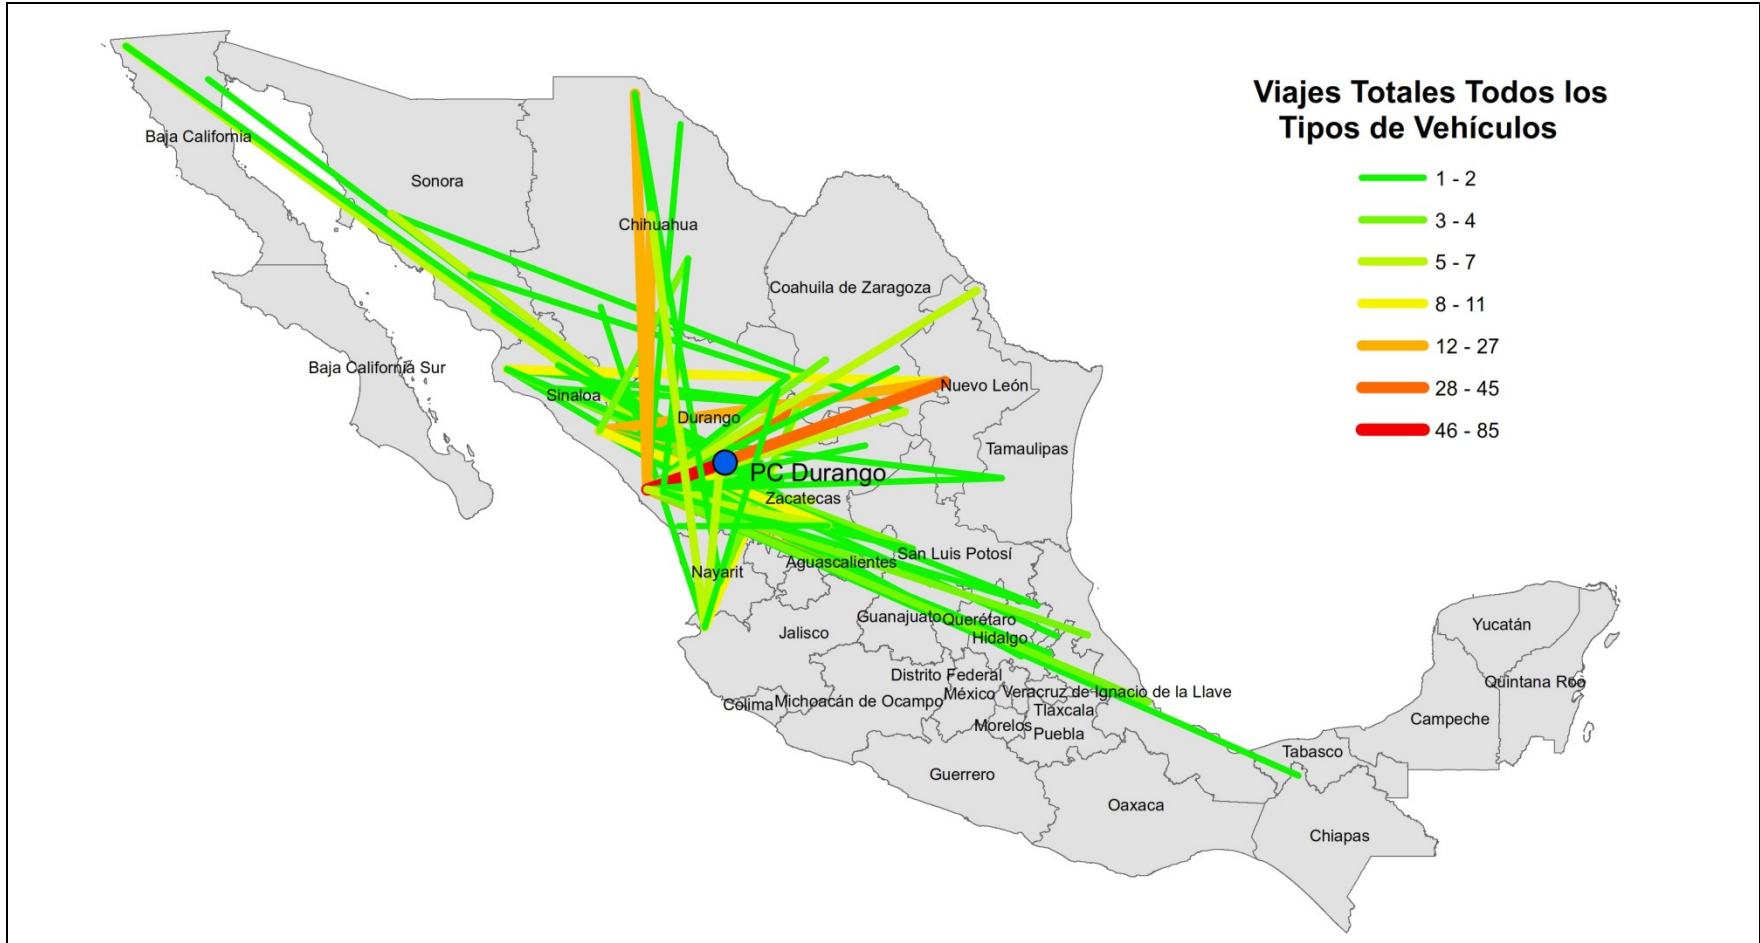 Viajes Totales Todos los
Tipos de Vehículos
1 - 2
3 - 4
5 - 7
8 - 11
12 - 27
28 - 45
46 - 85
Baja California
Sonora
Chihuahua
Coahuila de Zaragoza
Baja California Sur
Sinaloa
Nuevo León
Durango
Tamaulipas
PC Durango
Zacatecas
San Luis Potosí
Aguascalientes
Nayarit
Guanajuato
Querétaro
Jalisco
Hidalgo
Yucatán
Distrito Federal
Quintana Roo
México
Veracruz de Ignacio de la Llave
Colima
Michoacán de Ocampo
Tlaxcala
Campeche
Morelos
Puebla
Tabasco
Guerrero
Oaxaca
Chiapas